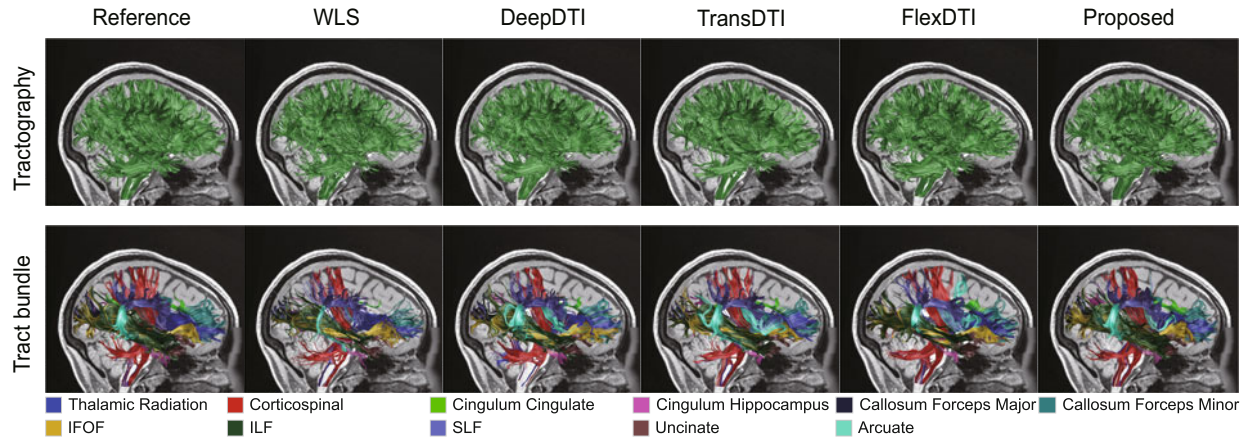 Reference WLS DeepDTI TransDTI FlexDTI Proposed
Tractography
Tract bundle
Thalamic Radiation Corticospinal Cingulum Cingulate Cingulum Hippocampus Callosum Forceps Major Callosum Forceps Minor
IFOF ILF SLF Uncinate Arcuate